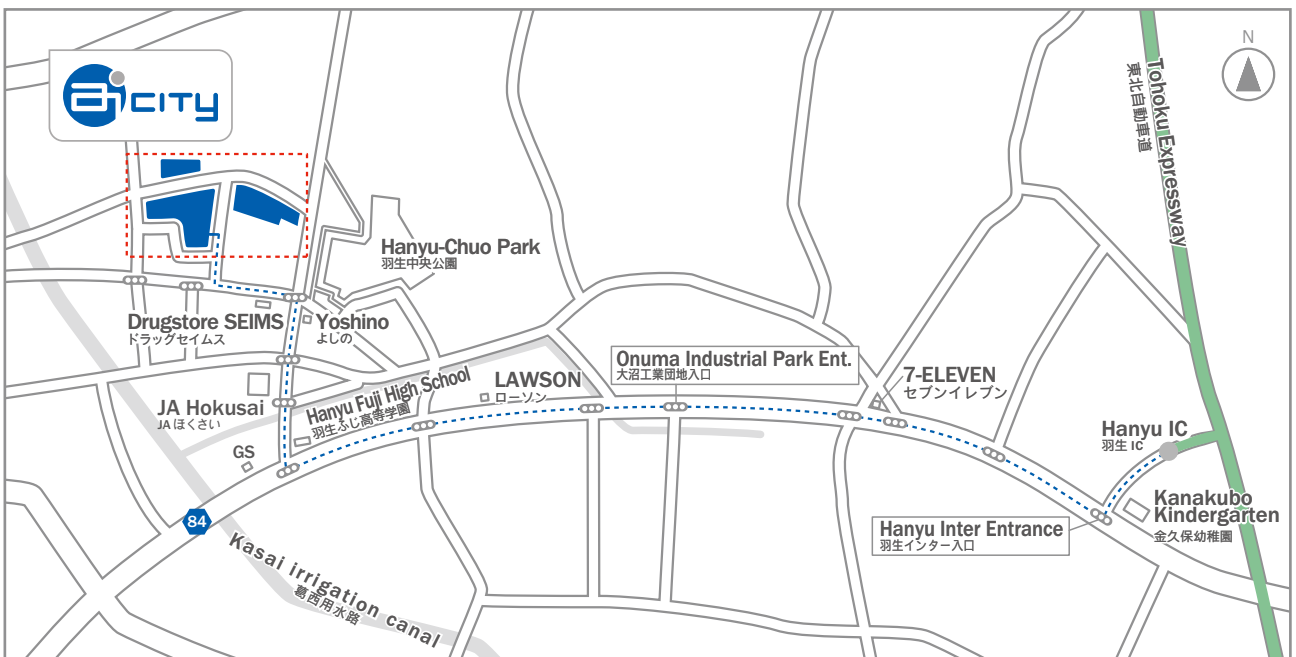 Ai CITY
N
Tohoku Expressway
東北自動車道
Hanyu-Chuo Park
羽生中央公園
Drugstore SEIMS
ドラッグセイムス
Yoshino
よしの
Onuma Industrial Park Ent.
大沼工業団地入口
7-ELEVEN
セブンイレブン
LAWSON
ローソン
Hanyu Fuji High School
羽生ふじ高等学園
JA Hokusai
JAほくさい
GS
Hanyu IC
羽生 IC
Kanakubo
Kindergarten
金久保幼稚園
Hanyu Inter Entrance
羽生インター入口
84
Kasai irrigation canal
葛西用水路